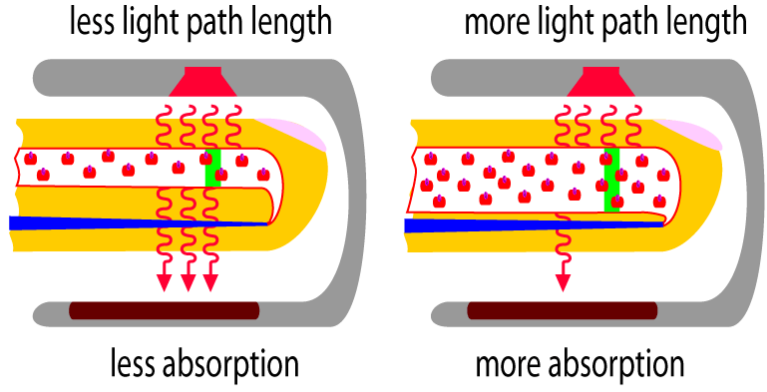 less light path length
more light path length
less absorption
more absorption